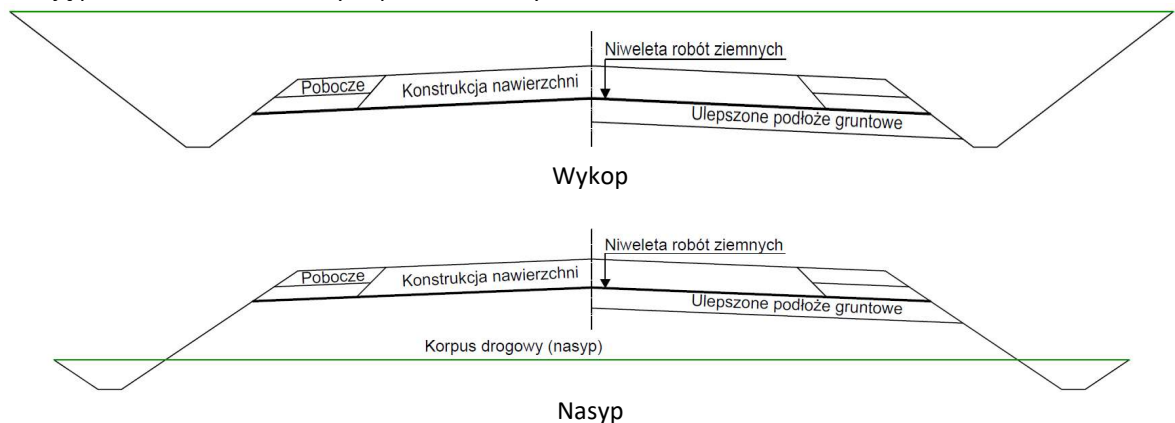 Niweleta robót ziemnych
Pobocze
Konstrukcja nawierzchni
Ulepszone podłoże gruntowe
Wykop
Niweleta robót ziemnych
Pobocze
Konstrukcja nawierzchni
Ulepszone podłoże gruntowe
Korpus drogowy (nasyp)
Nasyp